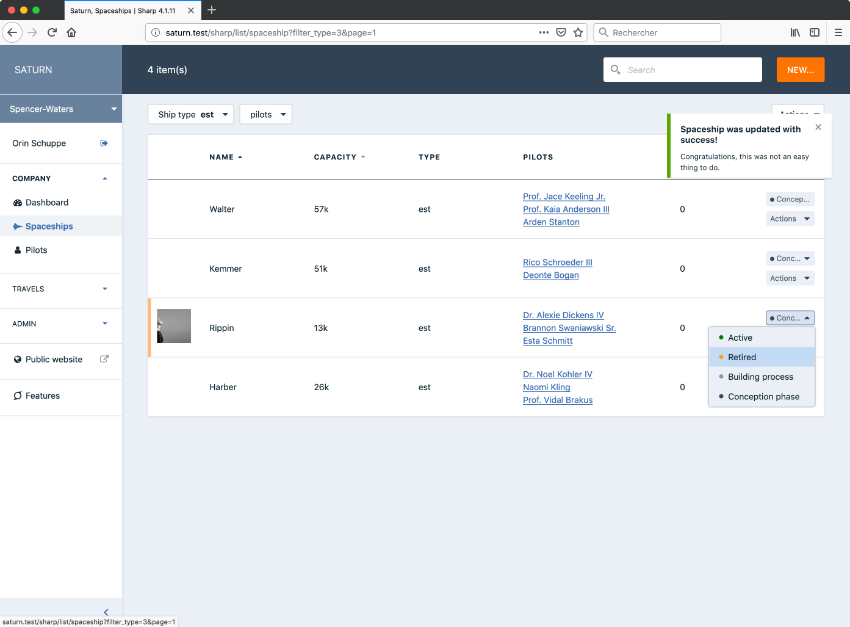 Saturn, Spaceships | Sharp 4.1.11
saturn.test/sharp/list/spaceship?filter_type=3&page=1
Rechercher
SATURN
4 item(s)
Search
NEW...
Spencer-Waters
Ship type est
pilots
Actions
Spaceship was updated with
success!
Congratulations, this was not an easy
thing to do.
Orin Schuppe
COMPANY
Dashboard
Spaceships
Pilots
TRAVELS
ADMIN
Public website
Features
NAME
CAPACITY
TYPE
PILOTS
Walter
57k
est
Prof. Jace Keeling Jr.
Prof. Kaia Anderson III
Arden Stanton
0
Concep...
Actions
Kemmer
51k
est
Rico Schroeder III
Deonte Bogan
0
Conc...
Actions
Rippin
13k
est
Dr. Alexie Dickens IV
Brannon Swaniawski Sr.
Esta Schmitt
0
Conc...
Active
Retired
Building process
Conception phase
Harber
26k
est
Dr. Noel Kohler IV
Naomi Kling
Prof. Vidal Brakus
0
saturn.test/sharp/list/spaceship?filter_type=3&page=1